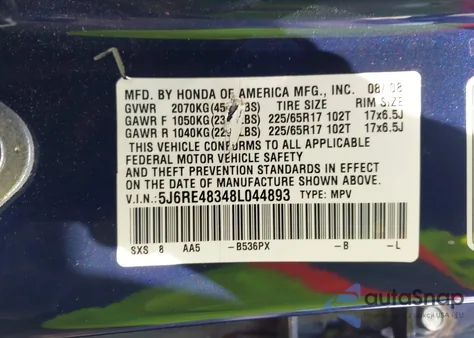 MFD. BY HONDA OF AMERICA MFG., INC. 08/08
GVWR 2070KG( TIRE SIZE RIM SIZE
GAWR F 1050KG( 225/65R17 102T 17x6.5J
GAWR R 1040KG( 225/65R17 102T 17x6.5J
THIS VEHICLE CONFORMS TO ALL APPLICABLE
FEDERAL MOTOR VEHICLE SAFETY
AND THEFT PREVENTION STANDARDS IN EFFECT
ON THE DATE OF MANUFACTURE SHOWN ABOVE.
V.I.N.: 5J6RE48348L044893 TYPE: MPV
SXS 8 AA5 -B536PX -B -L
autoSnap